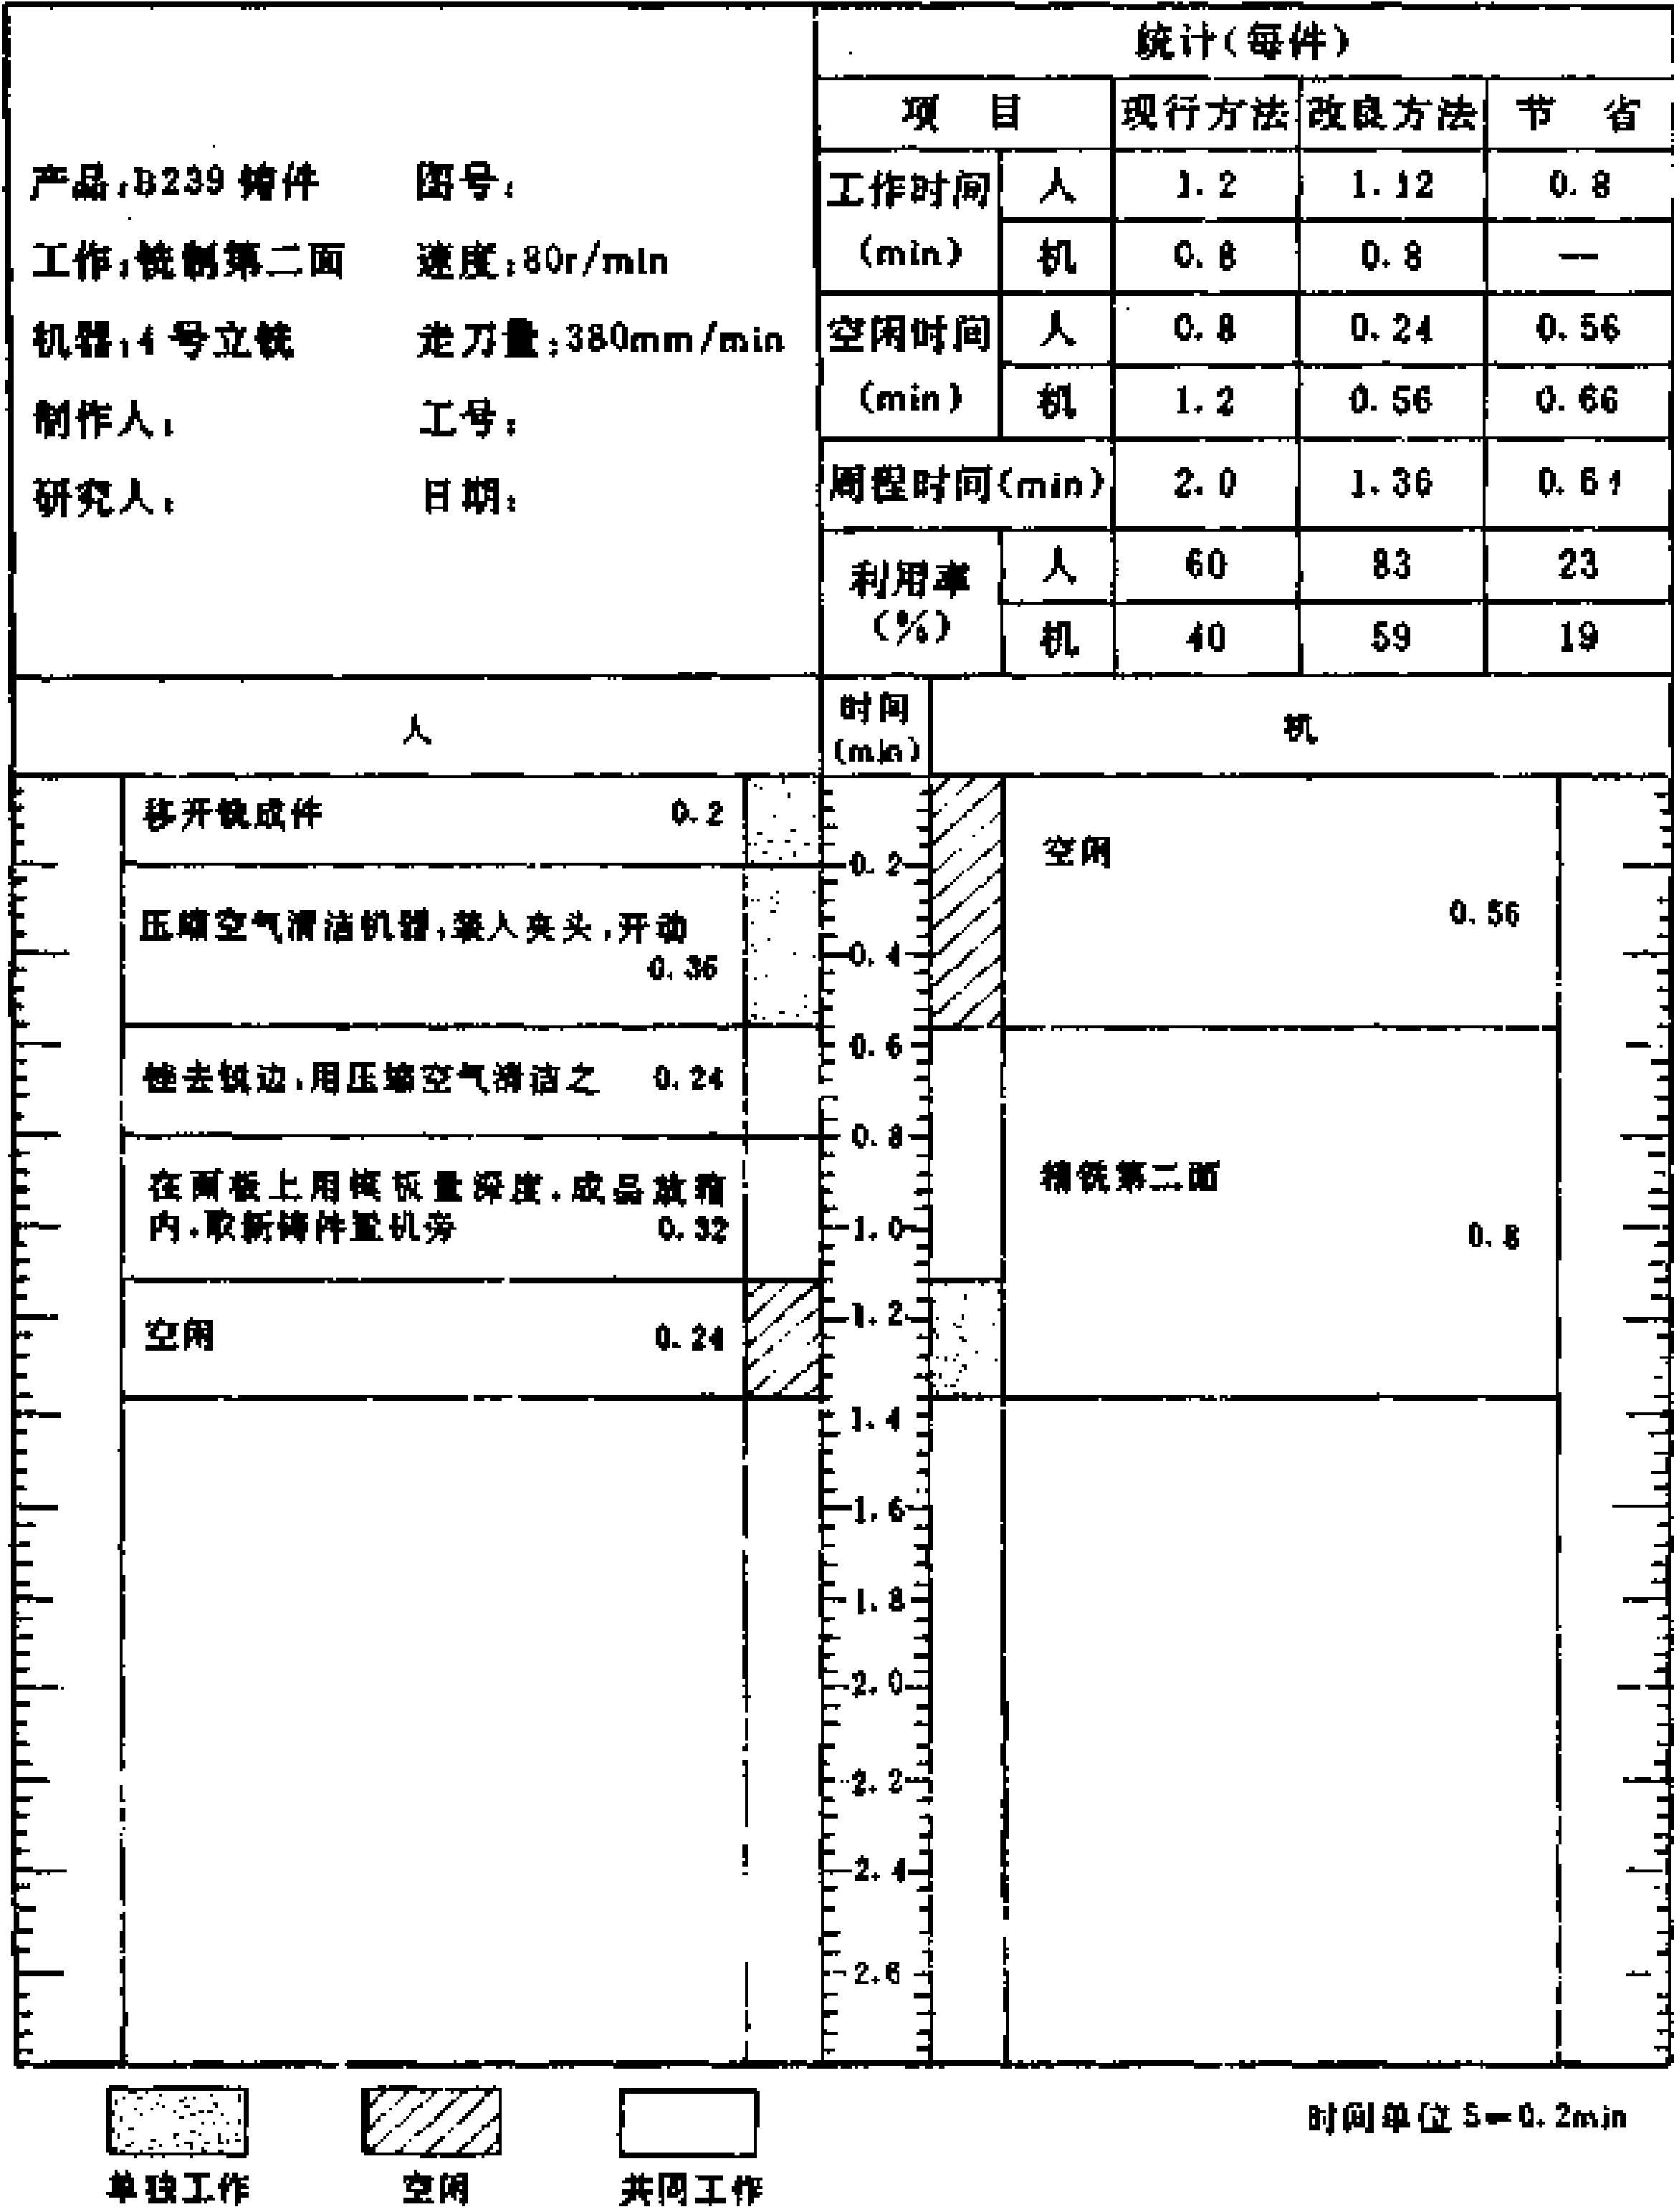 统计(每件)
项 目 现行方法 改良方法 节 省
产品:B239 铸件 图号:
工作时间 人 1.2 1.12 0.8
工作:铣制第二面 速度:80r/min
(min) 机 0.8 0.8 —
机器:4 号立铣 走刀量:380mm/min
空闲时间 人 0.8 0.24 0.56
(min) 机 1.2 0.56 0.66
制作人: 工号:
研究人: 日期:
周程时间(min) 2.0 1.36 0.64
利用率 人 60 83 23
(%) 机 40 59 19
人 时间 机
(min)
移开铣成件 0.2
空闲
0.2
压缩空气清洁机器,装入夹头,开动
0.56
0.36
0.4
0.6
锉去锐边,用压缩空气清洁之 0.24
0.8
在面板上用模板量深度,成品放箱
精铣第二面
内,取新铸件置机旁 0.32
1.0
0.8
空闲 0.24
1.2
1.4
1.6
1.8
2.0
2.2
2.4
2.6
时间单位 S=0.2min
单独工作 空闲 共同工作